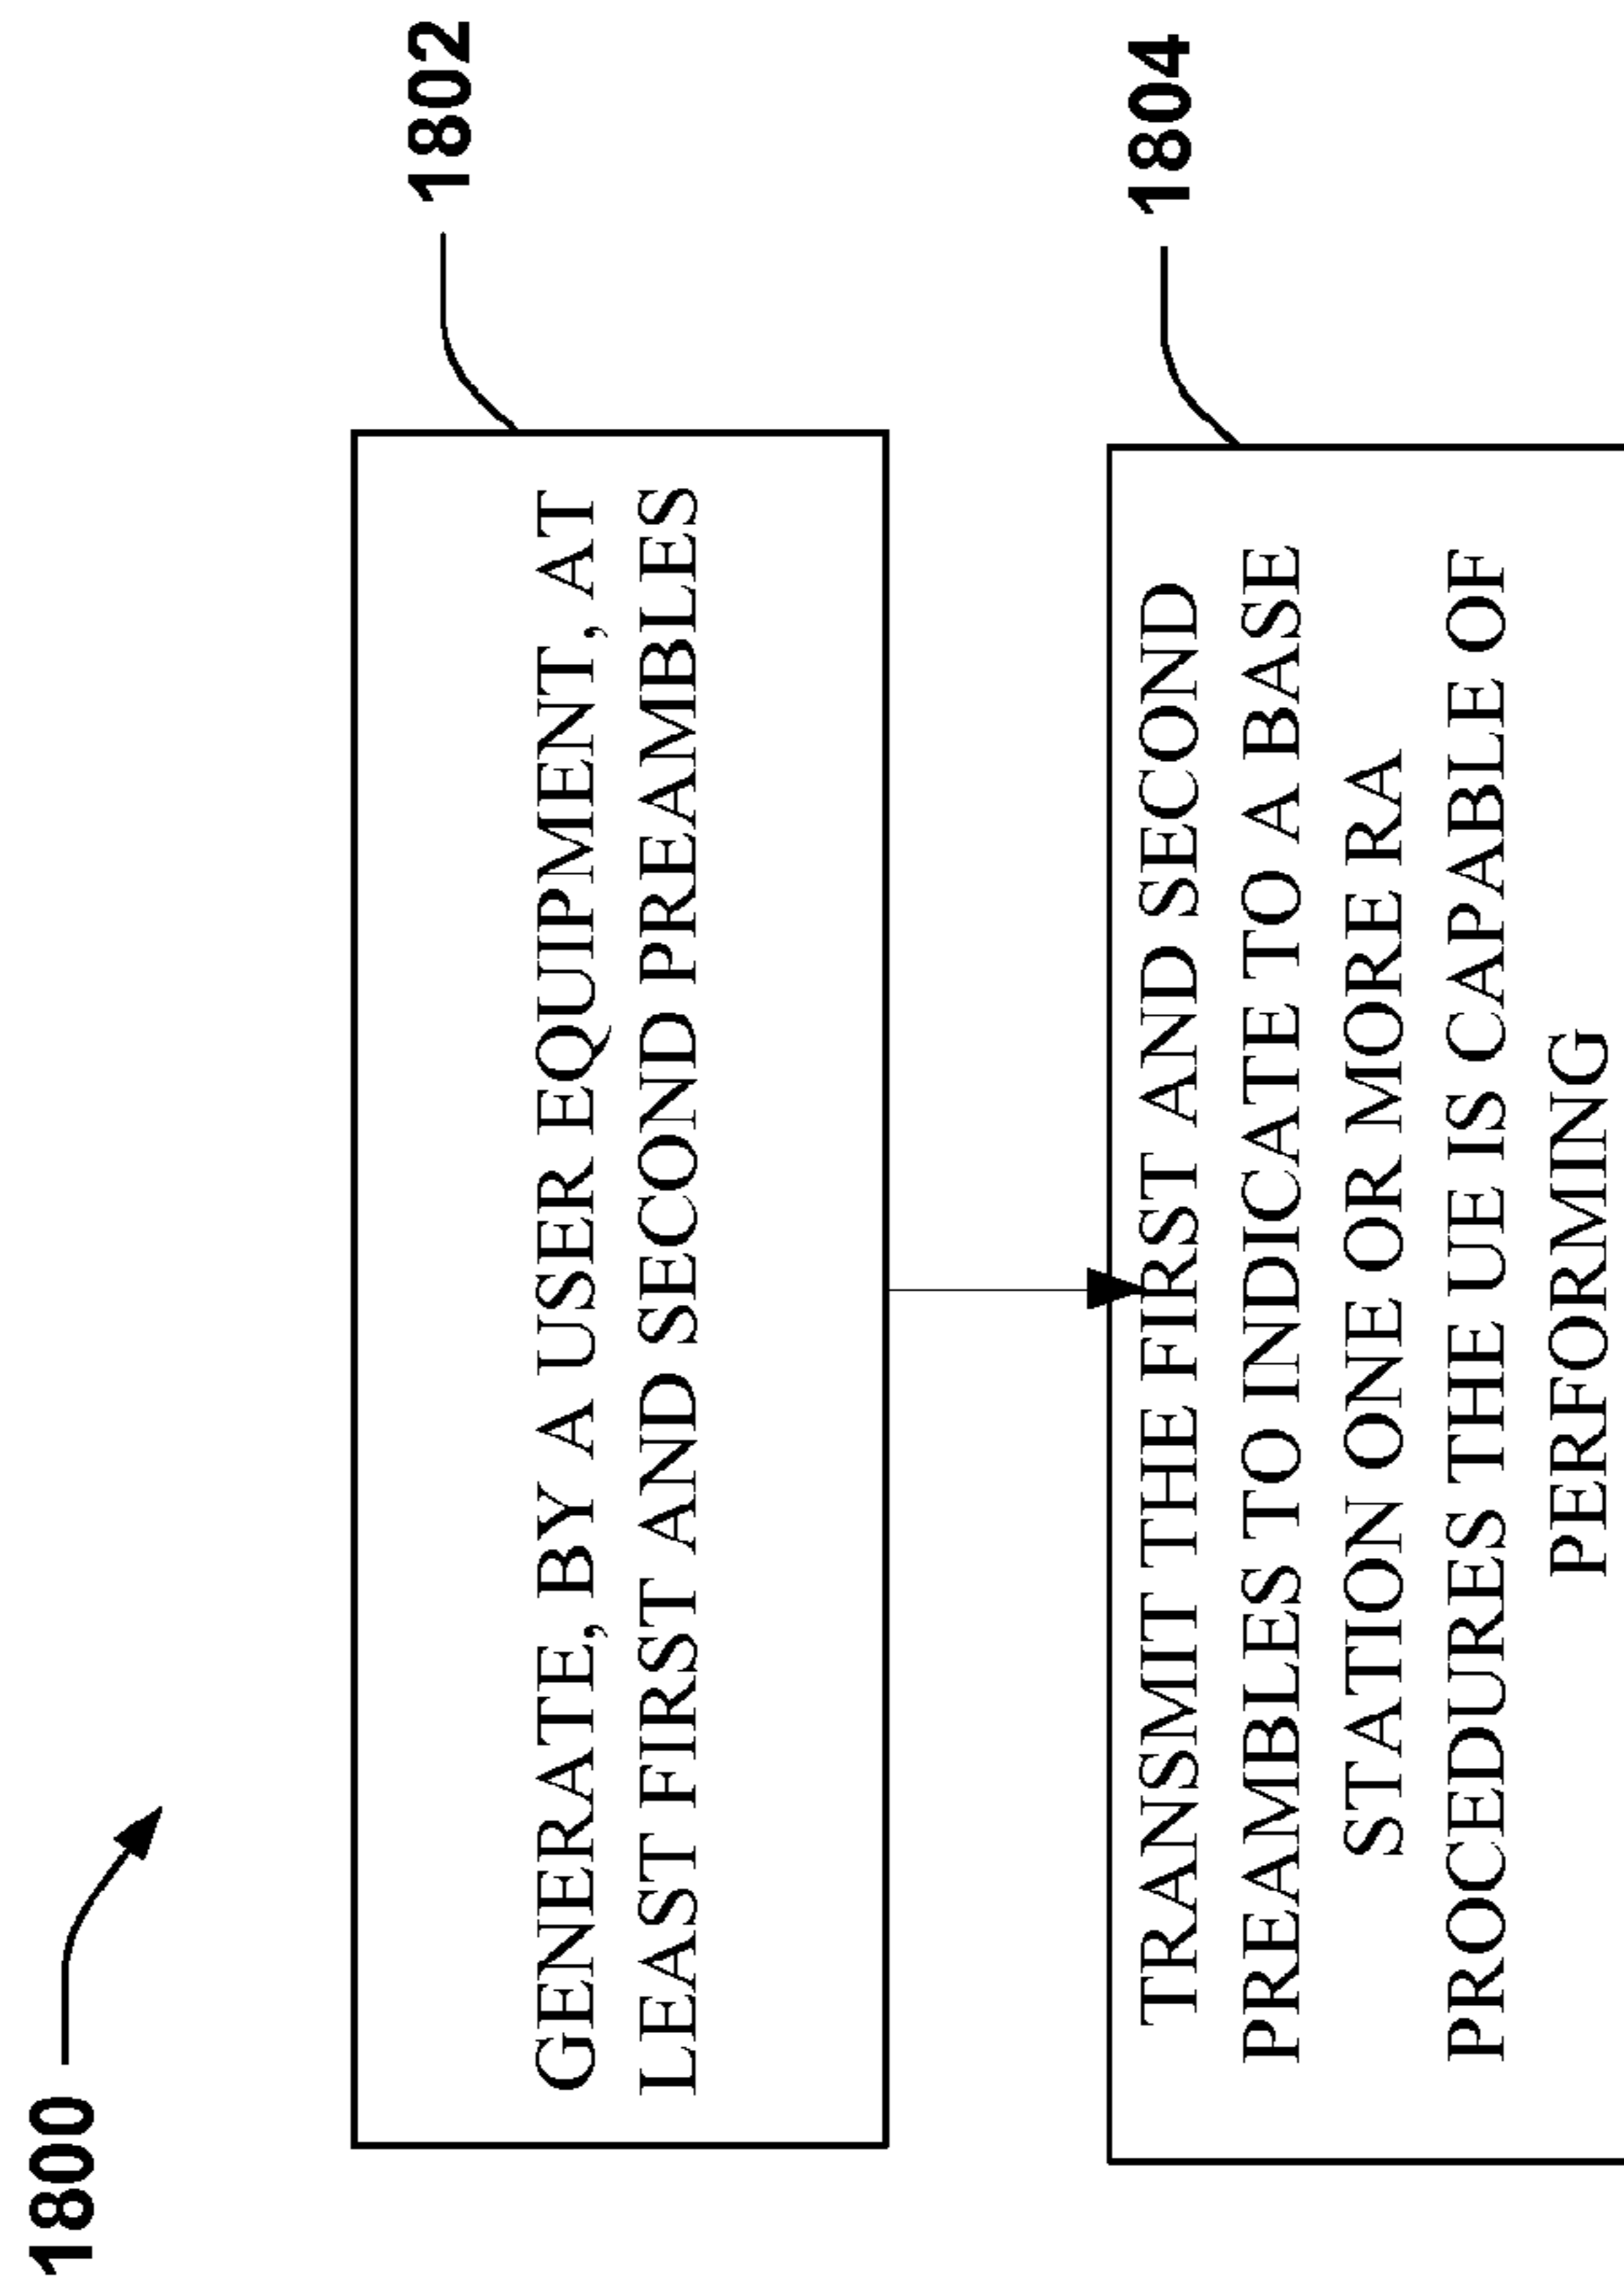 1800
1802
GENERATE, BY A USER EQUIPMENT, AT
LEAST FIRST AND SECOND PREAMBLES
1804
TRANSMIT THE FIRST AND SECOND
PREAMBLES TO INDICATE TO A BASE
STATION ONE OR MORE RA
PROCEDURES THE UE IS CAPABLE OF
PERFORMING